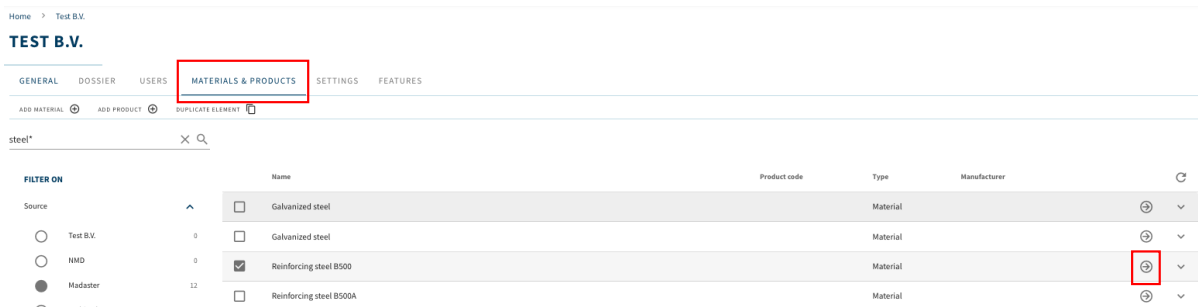 Home > Test B.V.
TEST B.V.
GENERAL DOSSIER USERS MATERIALS & PRODUCTS SETTINGS FEATURES
ADD MATERIAL ADD PRODUCT DUPLICATE ELEMENT
steel*
FILTER ON Name Product code Type Manufacturer
Source Galvanized steel Material
Test B.V. 0 Galvanized steel Material
NMD 0 Reinforcing steel B500 Material
Madaster 12 Reinforcing steel B500A Material